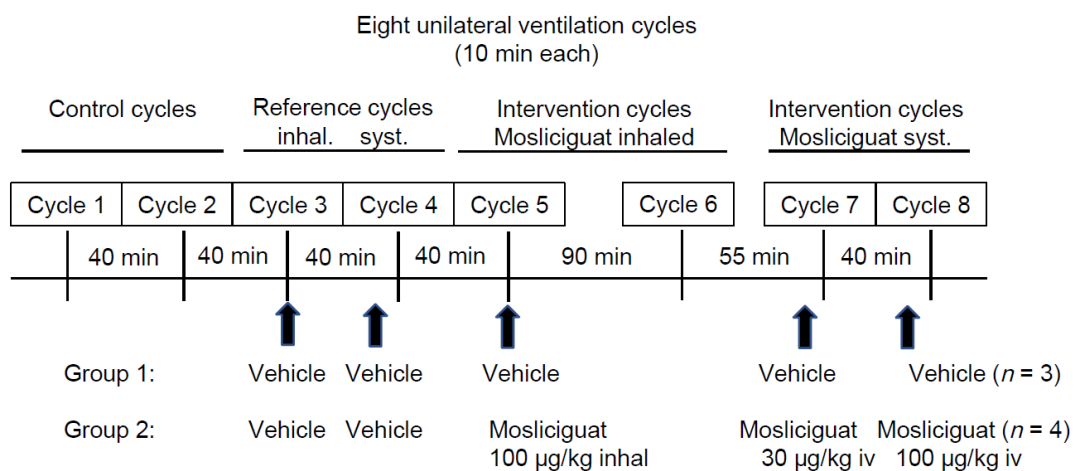 Eight unilateral ventilation cycles
(10 min each)
Control cycles
Reference cycles
inhal. syst.
Intervention cycles
Mosliciguat inhaled
Intervention cycles
Mosliciguat syst.
Cycle 1 Cycle 2 Cycle 3 Cycle 4 Cycle 5 Cycle 6 Cycle 7 Cycle 8
40 min 40 min 40 min 40 min 90 min 55 min 40 min
Group 1: Vehicle Vehicle Vehicle Vehicle Vehicle (n = 3)
Group 2: Vehicle Vehicle Mosliciguat Mosliciguat Mosliciguat (n = 4)
100 µg/kg inhal 30 µg/kg iv 100 µg/kg iv